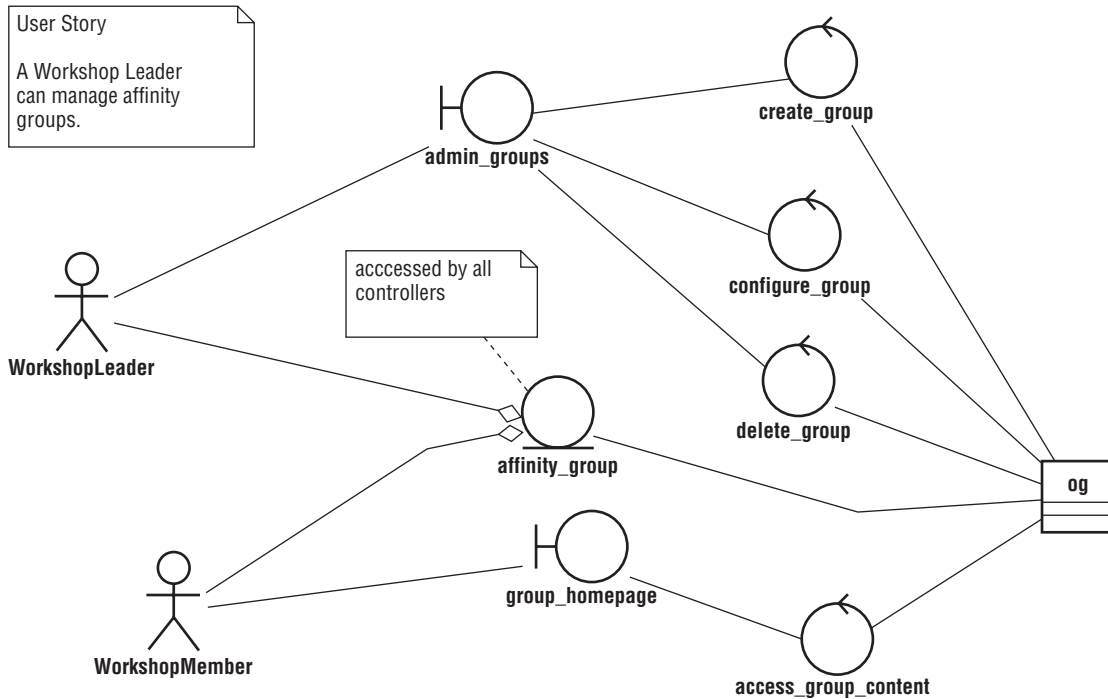 User Story
A Workshop Leader
can manage affinity
groups.
create_group
admin_groups
configure_group
acccessed by all
controllers
WorkshopLeader
delete_group
affinity_group
og
group_homepage
WorkshopMember
access_group_content